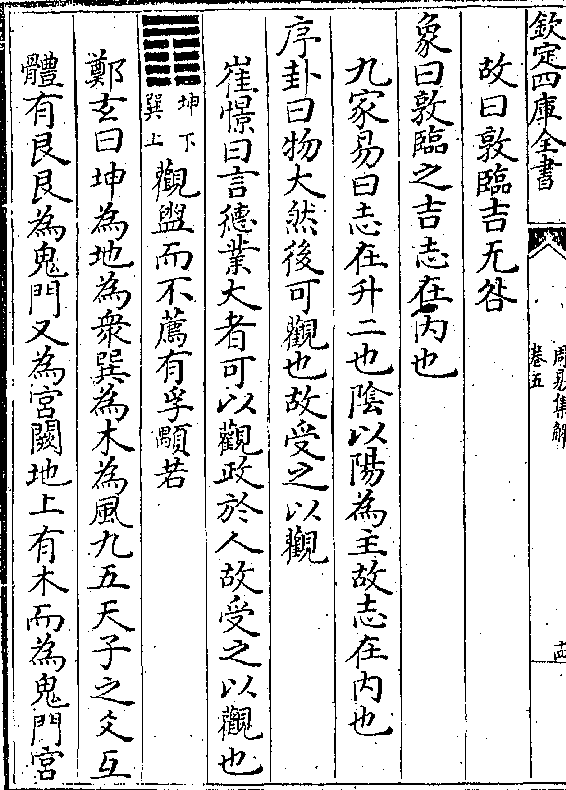 欽定四庫全書
周易集解
卷五
十四
故曰敦臨吉无咎
象曰敦臨之吉志在內也
九家易曰志在升二也陰以陽為主故志在內也
序卦曰物大然後可觀也故受之以觀
崔憬曰言德業大者可以觀政於人故受之以觀也
坤下
巽上
觀盥而不薦有孚顒若
鄭玄曰坤為地為衆巽為木為風九五天子之爻互
體有艮艮為鬼門又為宮闕地上有木而為鬼門宮